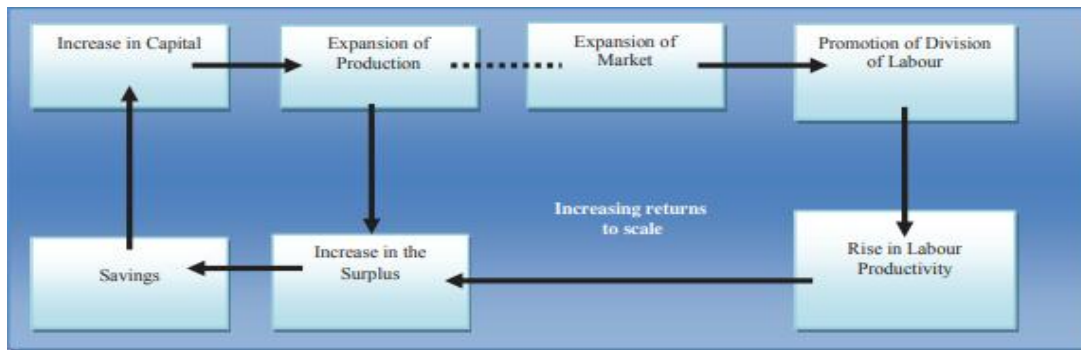 Increase in Capital
Expansion of
Production
Expansion of
Market
Promotion of Division
of Labour
Increasing returns
to scale
Savings
Increase in the
Surplus
Rise in Labour
Productivity